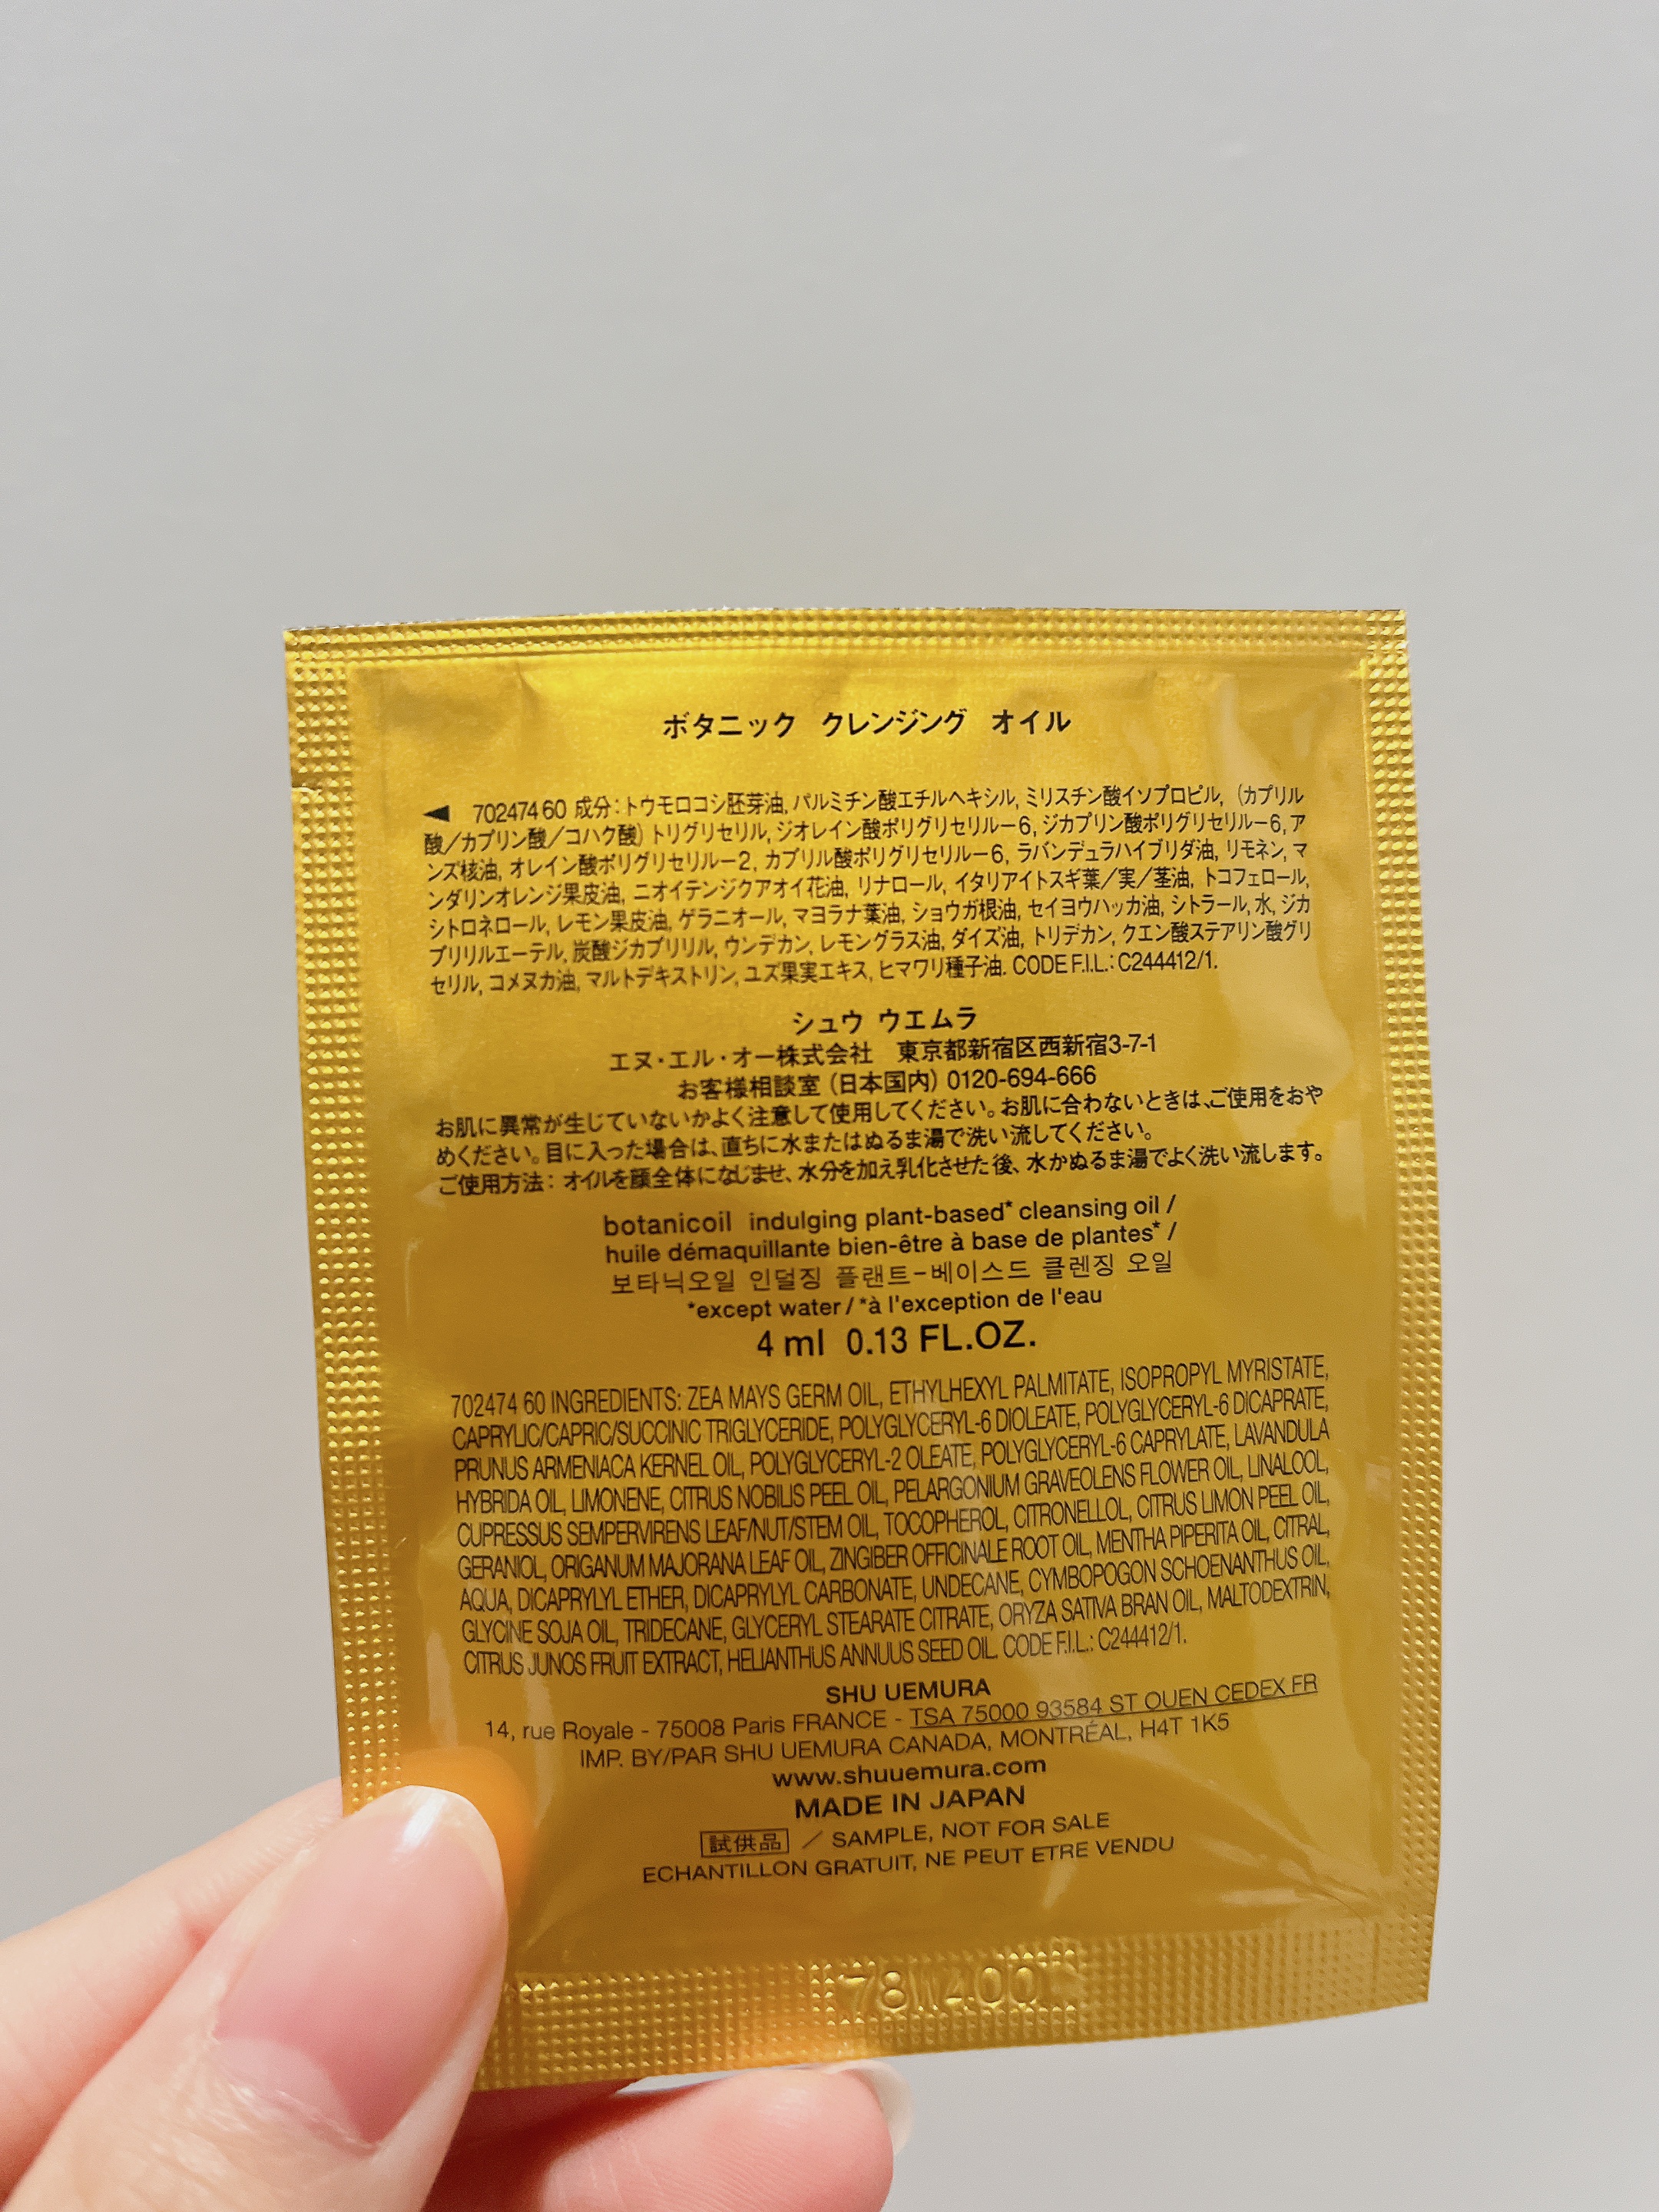 ボタニック クレンジング オイル
◀ 702474 60 成分:トウモロコシ胚芽油, パルミチン酸エチルヘキシル, ミリスチン酸イソプロピル, (カプリル
酸/カプリン酸/コハク酸)トリグリセリル, ジオレイン酸ポリグリセリル-6, ジカプリン酸ポリグリセリル-6, ア
ンズ核油, オレイン酸ポリグリセリル-2, カプリル酸ポリグリセリル-6, ラバンデュラハイブリダ油, リモネン, マ
ンダリンオレンジ果皮油, ニオイテンジクアオイ花油, リナロール, イタリアイトスギ葉/実/茎油, トコフェロール,
シトロネロール, レモン果皮油, ゲラニオール, マヨラナ葉油, ショウガ根油, セイヨウハッカ油, シトラール, 水, ジカ
プリリルエーテル, 炭酸ジカプリリル, ウンデカン, レモングラス油, ダイズ油, トリデカン, クエン酸ステアリン酸グリ
セリル, コメヌカ油, マルトデキストリン, ユズ果実エキス, ヒマワリ種子油. CODE F.I.L.: C244412/1.
シュウ ウエムラ
エヌ・エル・オー株式会社 東京都新宿区西新宿3-7-1
お客様相談室(日本国内)0120-694-666
お肌に異常が生じていないかよく注意して使用してください。お肌に合わないときは、ご使用をおや
めください。目に入った場合は、直ちに水またはぬるま湯で洗い流してください。
ご使用方法:オイルを顔全体になじませ、水分を加え乳化させた後、水かぬるま湯でよく洗い流します。
botanicoil indulging plant-based* cleansing oil /
huile démaquillante bien-être à base de plantes* /
보타닉오일 인덜징 플랜트-베이스드 클렌징 오일
*except water / *à l'exception de l'eau
4 ml 0.13 FL.OZ.
702474 60 INGREDIENTS: ZEA MAYS GERM OIL, ETHYLHEXYL PALMITATE, ISOPROPYL MYRISTATE,
CAPRYLIC/CAPRIC/SUCCINIC TRIGLYCERIDE, POLYGLYCERYL-6 DIOLEATE, POLYGLYCERYL-6 DICAPRATE,
PRUNUS ARMENIACA KERNEL OIL, POLYGLYCERYL-2 OLEATE, POLYGLYCERYL-6 CAPRYLATE, LAVANDULA
HYBRIDA OIL, LIMONENE, CITRUS NOBILIS PEEL OIL, PELARGONIUM GRAVEOLENS FLOWER OIL, LINALOOL,
CUPRESSUS SEMPERVIRENS LEAF/NUT/STEM OIL, TOCOPHEROL, CITRONELLOL, CITRUS LIMON PEEL OIL,
GERANIOL, ORIGANUM MAJORANA LEAF OIL, ZINGIBER OFFICINALE ROOT OIL, MENTHA PIPERITA OIL, CITRAL,
AQUA, DICAPRYLYL ETHER, DICAPRYLYL CARBONATE, UNDECANE, CYMBOPOGON SCHOENANTHUS OIL,
GLYCINE SOJA OIL, TRIDECANE, GLYCERYL STEARATE CITRATE, ORYZA SATIVA BRAN OIL, MALTODEXTRIN,
CITRUS JUNOS FRUIT EXTRACT, HELIANTHUS ANNUUS SEED OIL. CODE F.I.L.: C244412/1.
SHU UEMURA
14, rue Royale - 75008 Paris FRANCE - TSA 75000 93584 ST OUEN CEDEX FR
IMP. BY/PAR SHU UEMURA CANADA, MONTRÉAL, H4T 1K5
www.shuuemura.com
MADE IN JAPAN
試供品 / SAMPLE, NOT FOR SALE
ECHANTILLON GRATUIT, NE PEUT ETRE VENDU